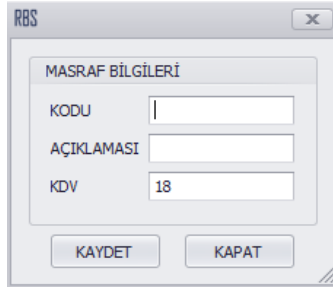 RBS
MASRAF BİLGİLERİ
KODU
AÇIKLAMASI
KDV 18
KAYDET KAPAT